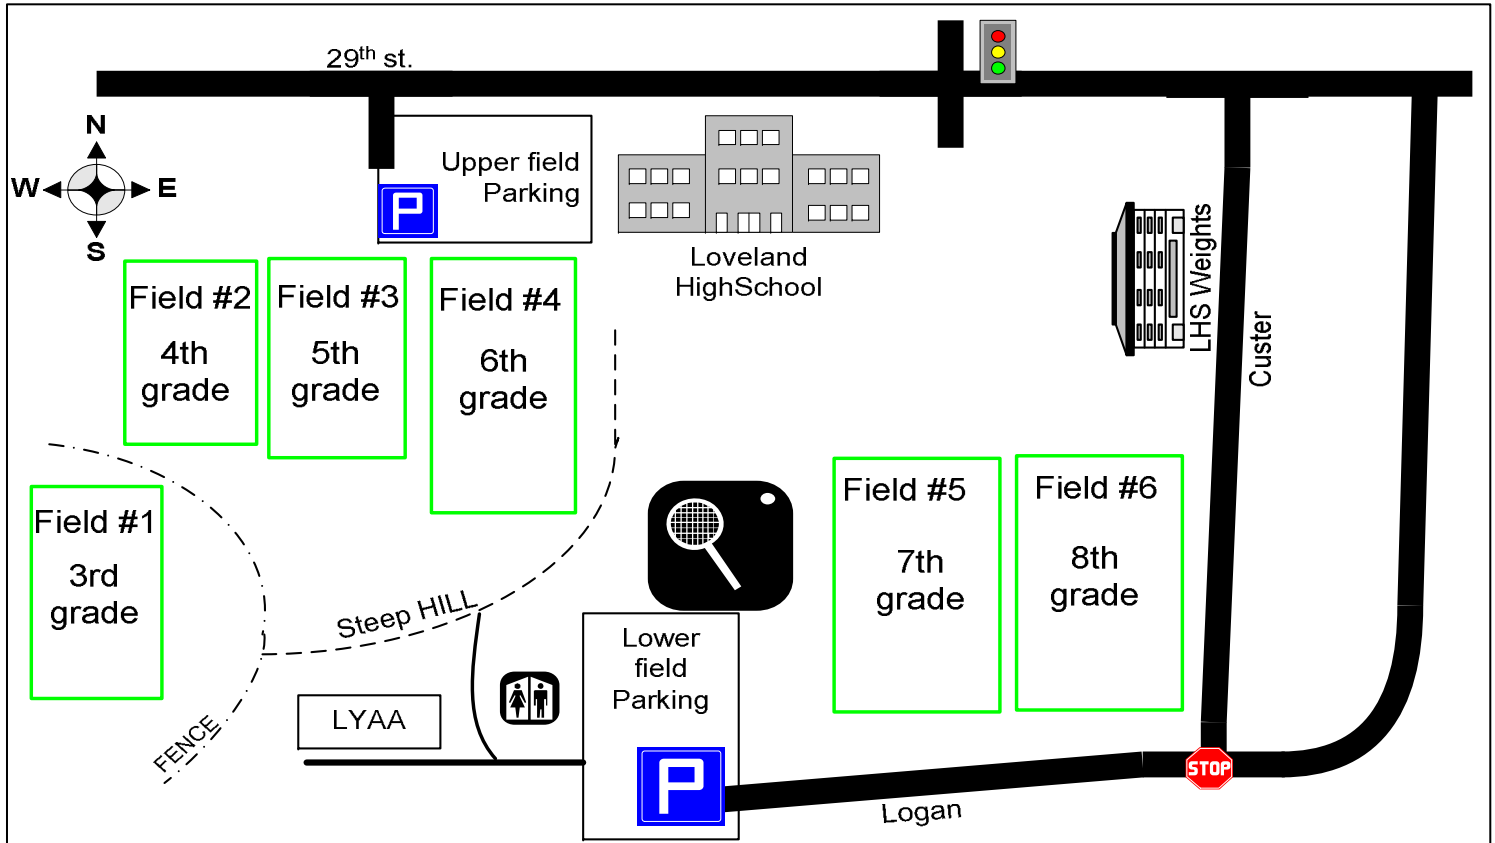 29th st.
N
W
E
S
Upper field
Parking
P
Loveland
HighSchool
LHS Weights
Custer
Field #2
4th
grade
Field #3
5th
grade
Field #4
6th
grade
Field #1
3rd
grade
Field #5
7th
grade
Field #6
8th
grade
Steep HILL
FENCE
LYAA
Lower
field
Parking
P
STOP
Logan